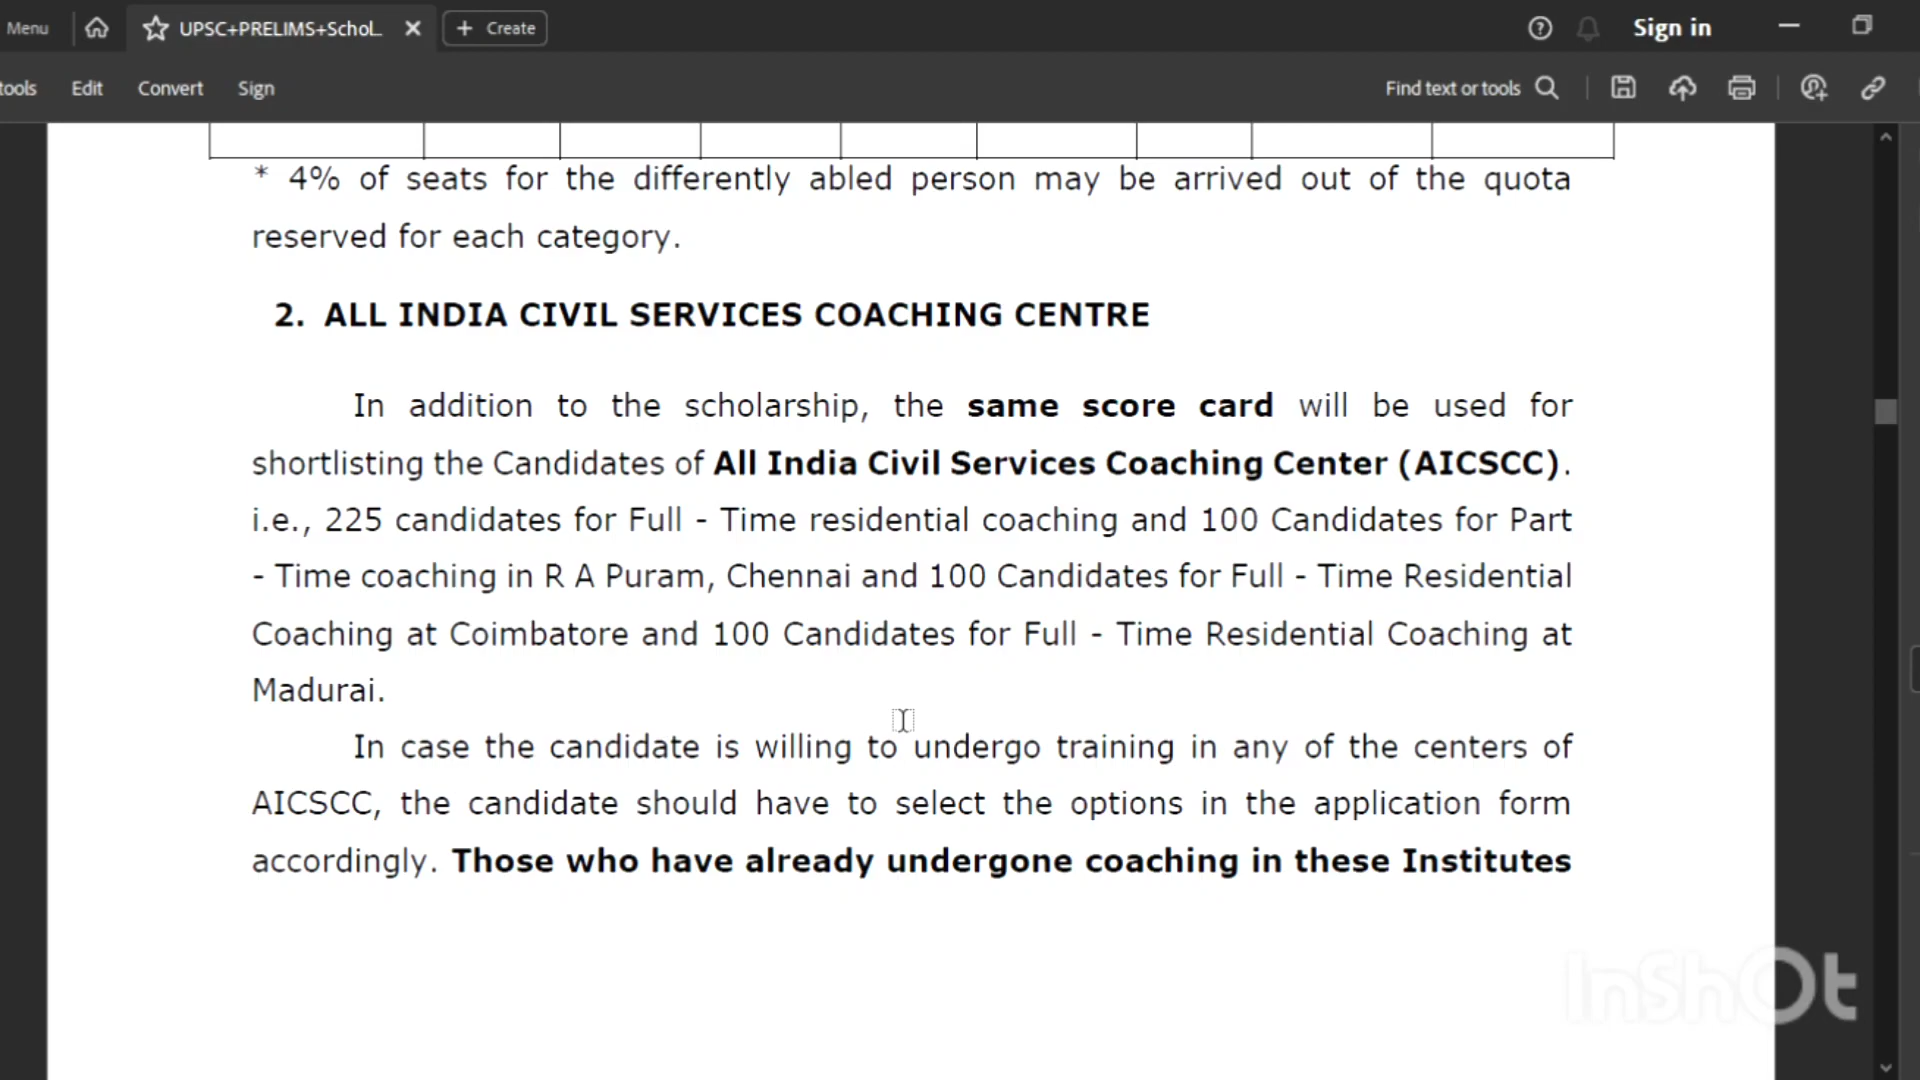 Menu
UPSC+PRELIMS+Schol...
Create
Sign in
tools
Edit
Convert
Sign
Find text or tools
* 4% of seats for the differently abled person may be arrived out of the quota
reserved for each category.
2. ALL INDIA CIVIL SERVICES COACHING CENTRE
In addition to the scholarship, the same score card will be used for
shortlisting the Candidates of All India Civil Services Coaching Center (AICSCC).
i.e., 225 candidates for Full - Time residential coaching and 100 Candidates for Part
- Time coaching in R A Puram, Chennai and 100 Candidates for Full - Time Residential
Coaching at Coimbatore and 100 Candidates for Full - Time Residential Coaching at
Madurai.
In case the candidate is willing to undergo training in any of the centers of
AICSCC, the candidate should have to select the options in the application form
accordingly. Those who have already undergone coaching in these Institutes
InShOt